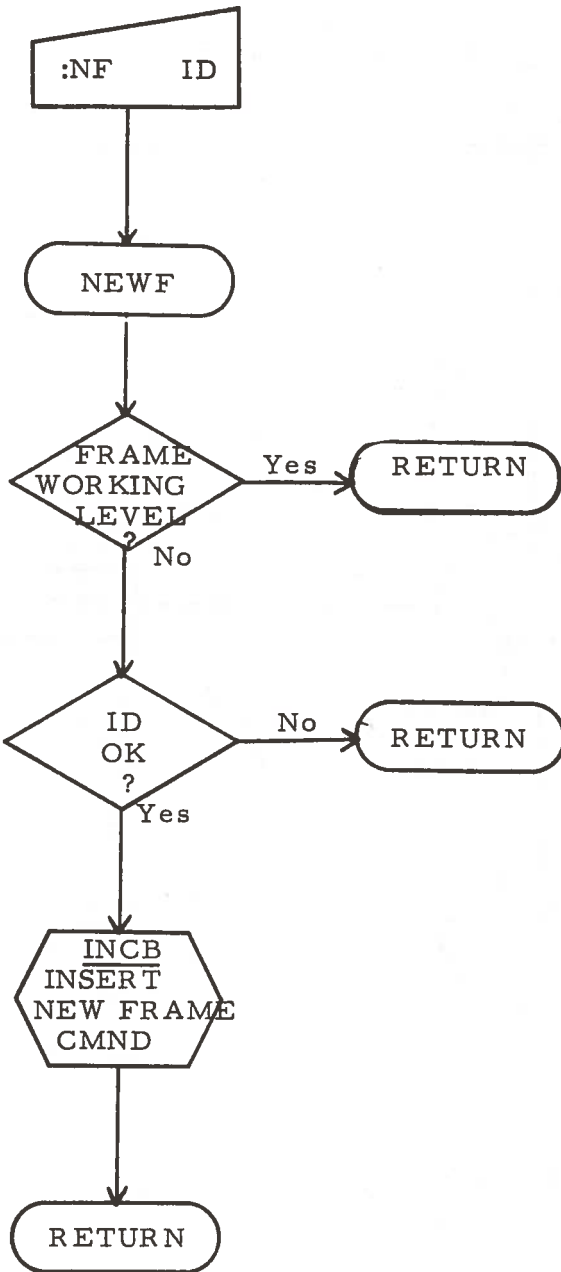 :NF ID
NEWF
FRAME
WORKING
LEVEL
?
Yes
RETURN
No
ID
OK
?
No
RETURN
Yes
INCB
INSERT
NEW FRAME
CMND
RETURN